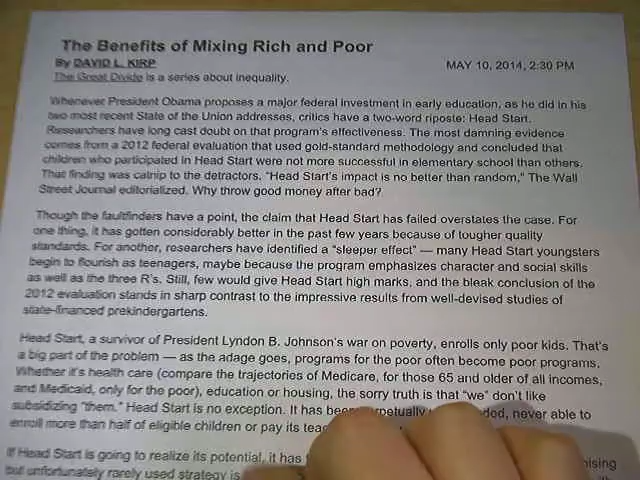 The Benefits of Mixing Rich and Poor
By DAVID L. KIRP
MAY 10, 2014, 2:30 PM
The Great Divide is a series about inequality.
Whenever President Obama proposes a major federal investment in early education, as he did in his
two most recent State of the Union addresses, critics have a two-word riposte: Head Start.
Researchers have long cast doubt on that program's effectiveness. The most damning evidence
comes from a 2012 federal evaluation that used gold-standard methodology and concluded that
children who participated in Head Start were not more successful in elementary school than others.
That finding was catnip to the detractors. "Head Start's impact is no better than random," The Wall
Street Journal editorialized. Why throw good money after bad?
Though the faultfinders have a point, the claim that Head Start has failed overstates the case. For
one thing, it has gotten considerably better in the past few years because of tougher quality
standards. For another, researchers have identified a "sleeper effect" — many Head Start youngsters
begin to flourish as teenagers, maybe because the program emphasizes character and social skills
as well as the three R's. Still, few would give Head Start high marks, and the bleak conclusion of the
2012 evaluation stands in sharp contrast to the impressive results from well-devised studies of
state-financed prekindergartens.
Head Start, a survivor of President Lyndon B. Johnson's war on poverty, enrolls only poor kids. That's
a big part of the problem — as the adage goes, programs for the poor often become poor programs.
Whether it's health care (compare the trajectories of Medicare, for those 65 and older of all incomes,
and Medicaid, only for the poor), education or housing, the sorry truth is that "we" don't like
subsidizing "them." Head Start is no exception. It has been never able to
enroll more than half of eligible children or pay its
If Head Start is going to realize its potential, it has
but unfortunately rarely used strategy is